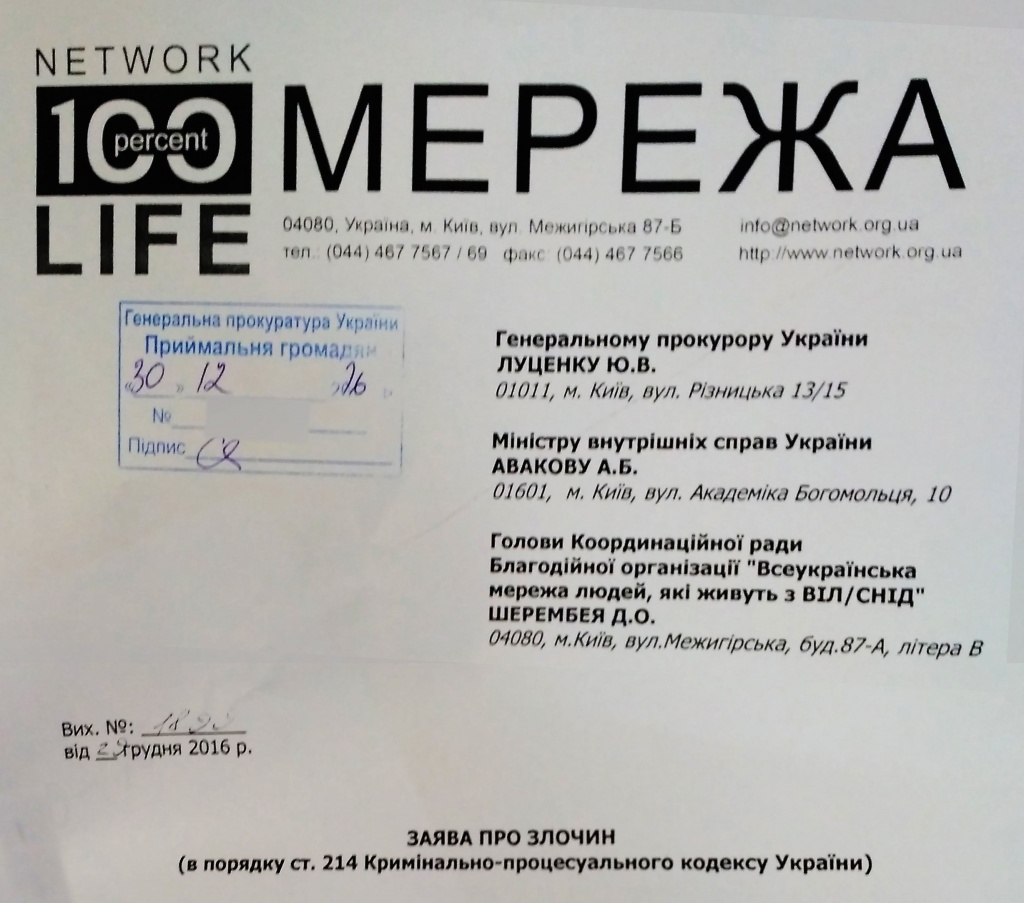 NETWORK
100 percent
LIFE
МЕРЕЖА
04080, Україна, м. Київ, вул. Межигірська 87-Б
тел.: (044) 467 7567 / 69 факс: (044) 467 7566
info@network.org.ua
http://www.network.org.ua
Генеральна прокуратура України
Приймальня громадян
«30» 12
№
Підпис
Генеральному прокурору України
ЛУЦЕНКУ Ю.В.
01011, м. Київ, вул. Різницька 13/15
Міністру внутрішніх справ України
АВАКОВУ А.Б.
01601, м. Київ, вул. Академіка Богомольця, 10
Голови Координаційної ради
Благодійної організації "Всеукраїнська
мережа людей, які живуть з ВІЛ/СНІД"
ШЕРЕМБЕЯ Д.О.
04080, м.Київ, вул.Межигірська, буд.87-А, літера В
Вих. №:
від грудня 2016 р.
ЗАЯВА ПРО ЗЛОЧИН
(в порядку ст. 214 Кримінально-процесуального кодексу України)